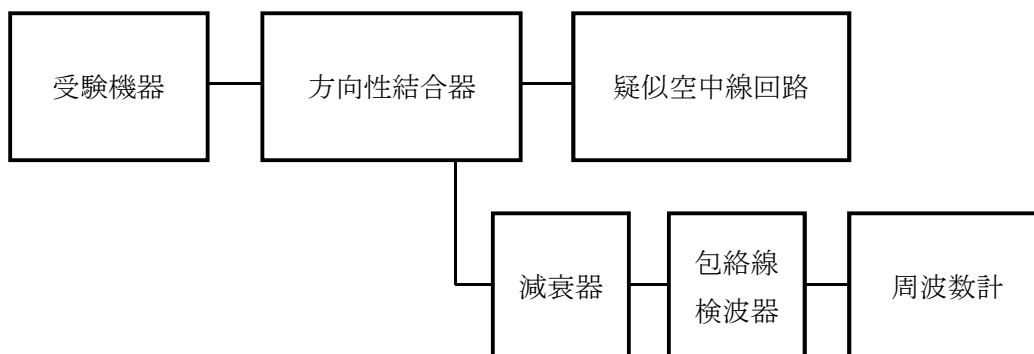 受験機器
方向性結合器
疑似空中線回路
減衰器
包絡線
検波器
周波数計